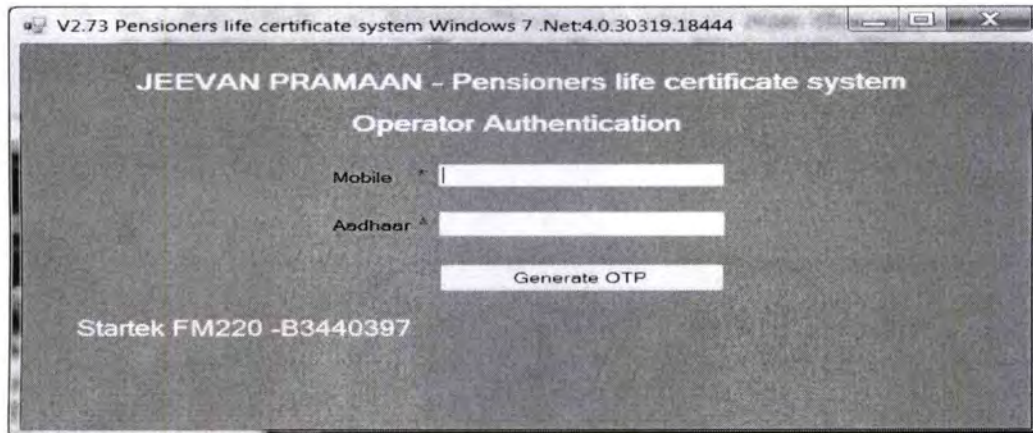 V2.73 Pensioners life certificate system Windows 7 .Net:4.0.30319.18444
JEEVAN PRAMAAN - Pensioners life certificate system
Operator Authentication
Mobile *
Aadhaar *
Generate OTP
Startek FM220 -B3440397